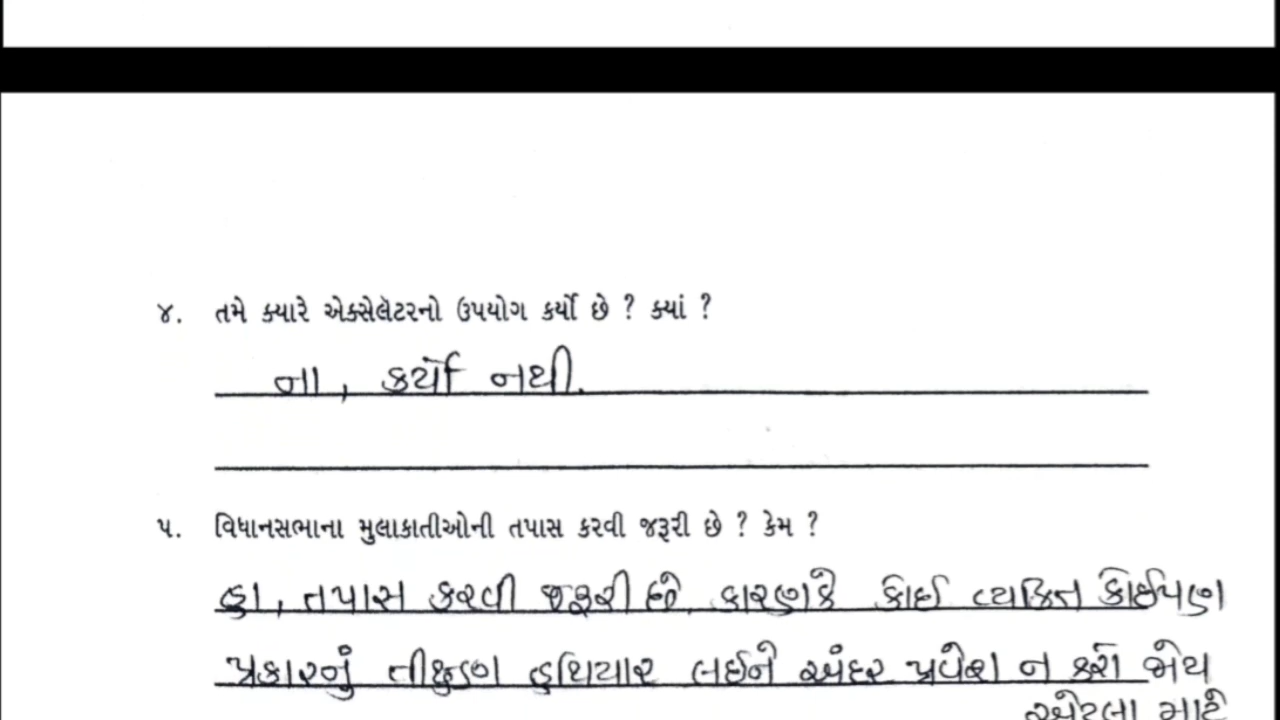 ૪. તમે ક્યારે એક્સેલેટરનો ઉપયોગ કર્યો છે ? ક્યાં ?
ના, કર્યો નથી.
૫. વિધાનસભાના મુલાકાતીઓની તપાસ કરવી જરૂરી છે ? કેમ ?
હા, તપાસ કરવી જરૂરી છે. કારણકે કોઈ વ્યકિત કોઈપણ
પ્રકારનું તીક્ષ્ણ હથિયાર લઈને અંદર પ્રવેશ ન કરી
એટલા માટે